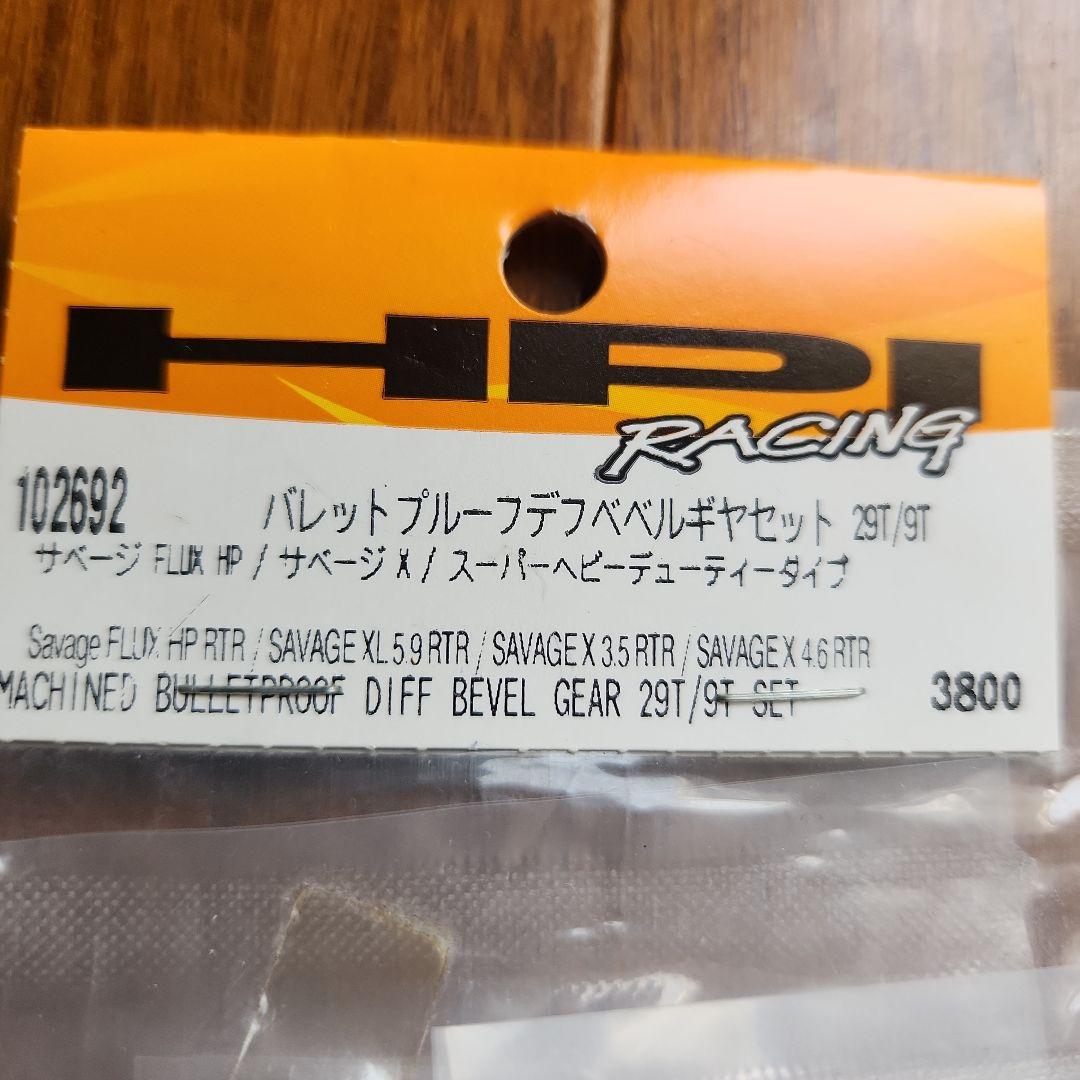 HPI
RACING
102692 バレットプルーフデフベベルギヤセット 29T/9T
サベージ FLUX HP / サベージ X / スーパーヘビーデューティータイプ
Savage FLUX HP RTR / SAVAGE XL 5.9 RTR / SAVAGE X 3.5 RTR / SAVAGE X 4.6 RTR
MACHINED BULLETPROOF DIFF BEVEL GEAR 29T/9T SET 3800